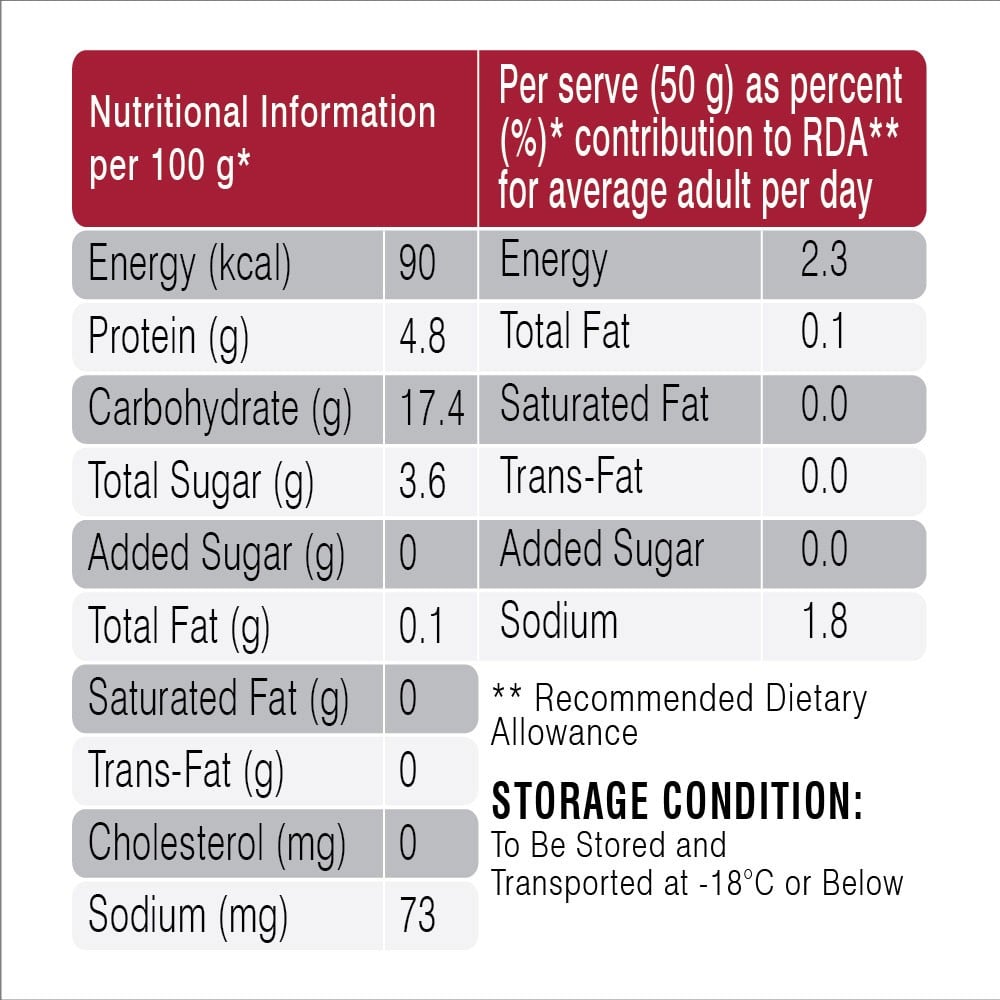 Nutritional Information
per 100 g*
Energy (kcal) 90
Protein (g) 4.8
Carbohydrate (g) 17.4
Total Sugar (g) 3.6
Added Sugar (g) 0
Total Fat (g) 0.1
Saturated Fat (g) 0
Trans-Fat (g) 0
Cholesterol (mg) 0
Sodium (mg) 73
Per serve (50 g) as percent
(%)* contribution to RDA**
for average adult per day
Energy 2.3
Total Fat 0.1
Saturated Fat 0.0
Trans-Fat 0.0
Added Sugar 0.0
Sodium 1.8
** Recommended Dietary
Allowance
STORAGE CONDITION:
To Be Stored and
Transported at -18°C or Below